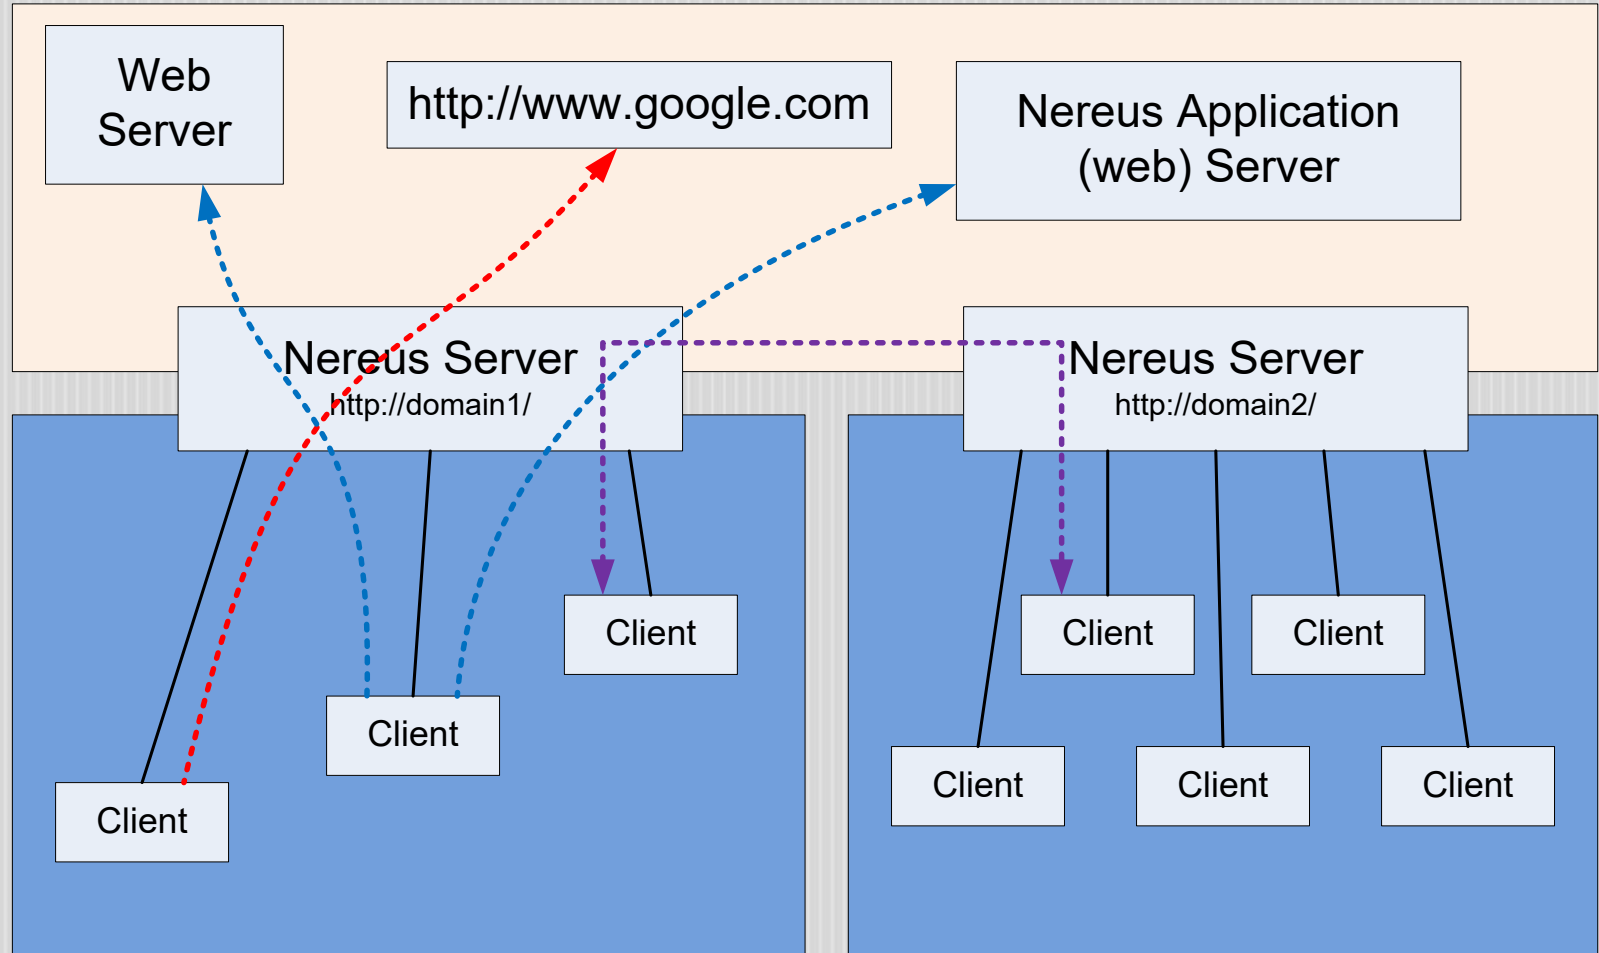 Web
Server
http://www.google.com
Nereus Application
(web) Server
Nereus Server
http://domain1/
Nereus Server
http://domain2/
Client
Client
Client
Client
Client
Client
Client
Client